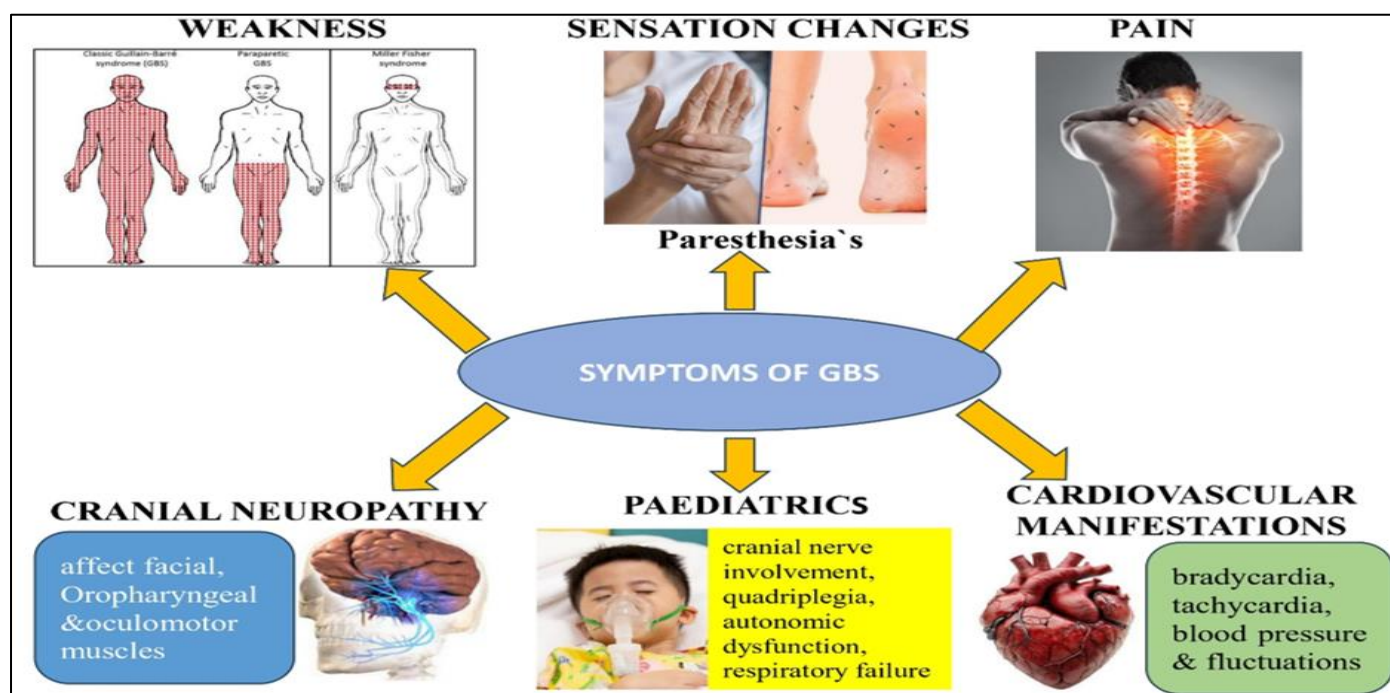 WEAKNESS
Classic Guillain-Barré
syndrome (GBS)
Paraparetic
GBS
Miller Fisher
syndrome
SENSATION CHANGES
Paresthesia`s
PAIN
SYMPTOMS OF GBS
CRANIAL NEUROPATHY
affect facial,
Oropharyngeal
&oculomotor
muscles
PAEDIATRICS
cranial nerve
involvement,
quadriplegia,
autonomic
dysfunction,
respiratory failure
CARDIOVASCULAR
MANIFESTATIONS
bradycardia,
tachycardia,
blood pressure
& fluctuations